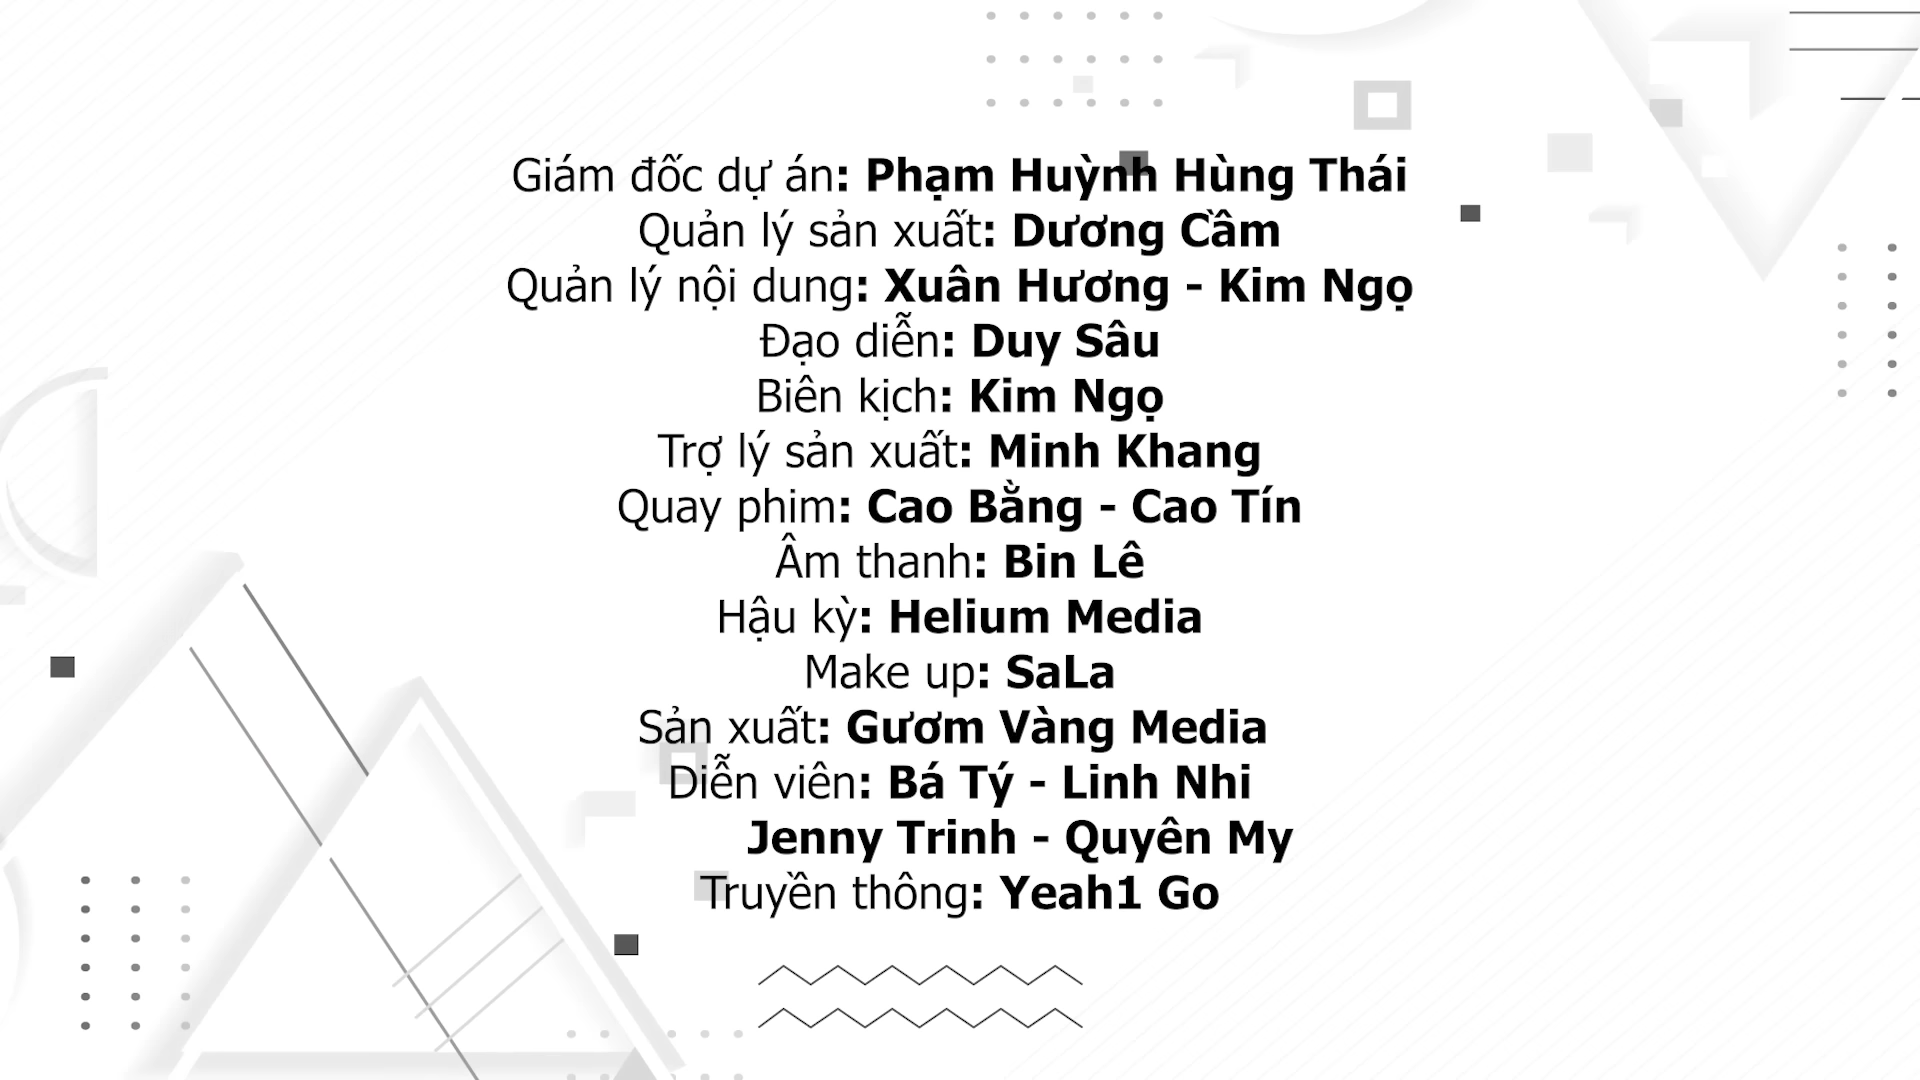 Giám đốc dự án: Phạm Huỳnh Hùng Thái
Quản lý sản xuất: Dương Cầm
Quản lý nội dung: Xuân Hương - Kim Ngọ
Đạo diễn: Duy Sâu
Biên kịch: Kim Ngọ
Trợ lý sản xuất: Minh Khang
Quay phim: Cao Bằng - Cao Tín
Âm thanh: Bin Lê
Hậu kỳ: Helium Media
Make up: SaLa
Sản xuất: Gươm Vàng Media
Diễn viên: Bá Tý - Linh Nhi
Jenny Trinh - Quyên My
Truyền thông: Yeah1 Go